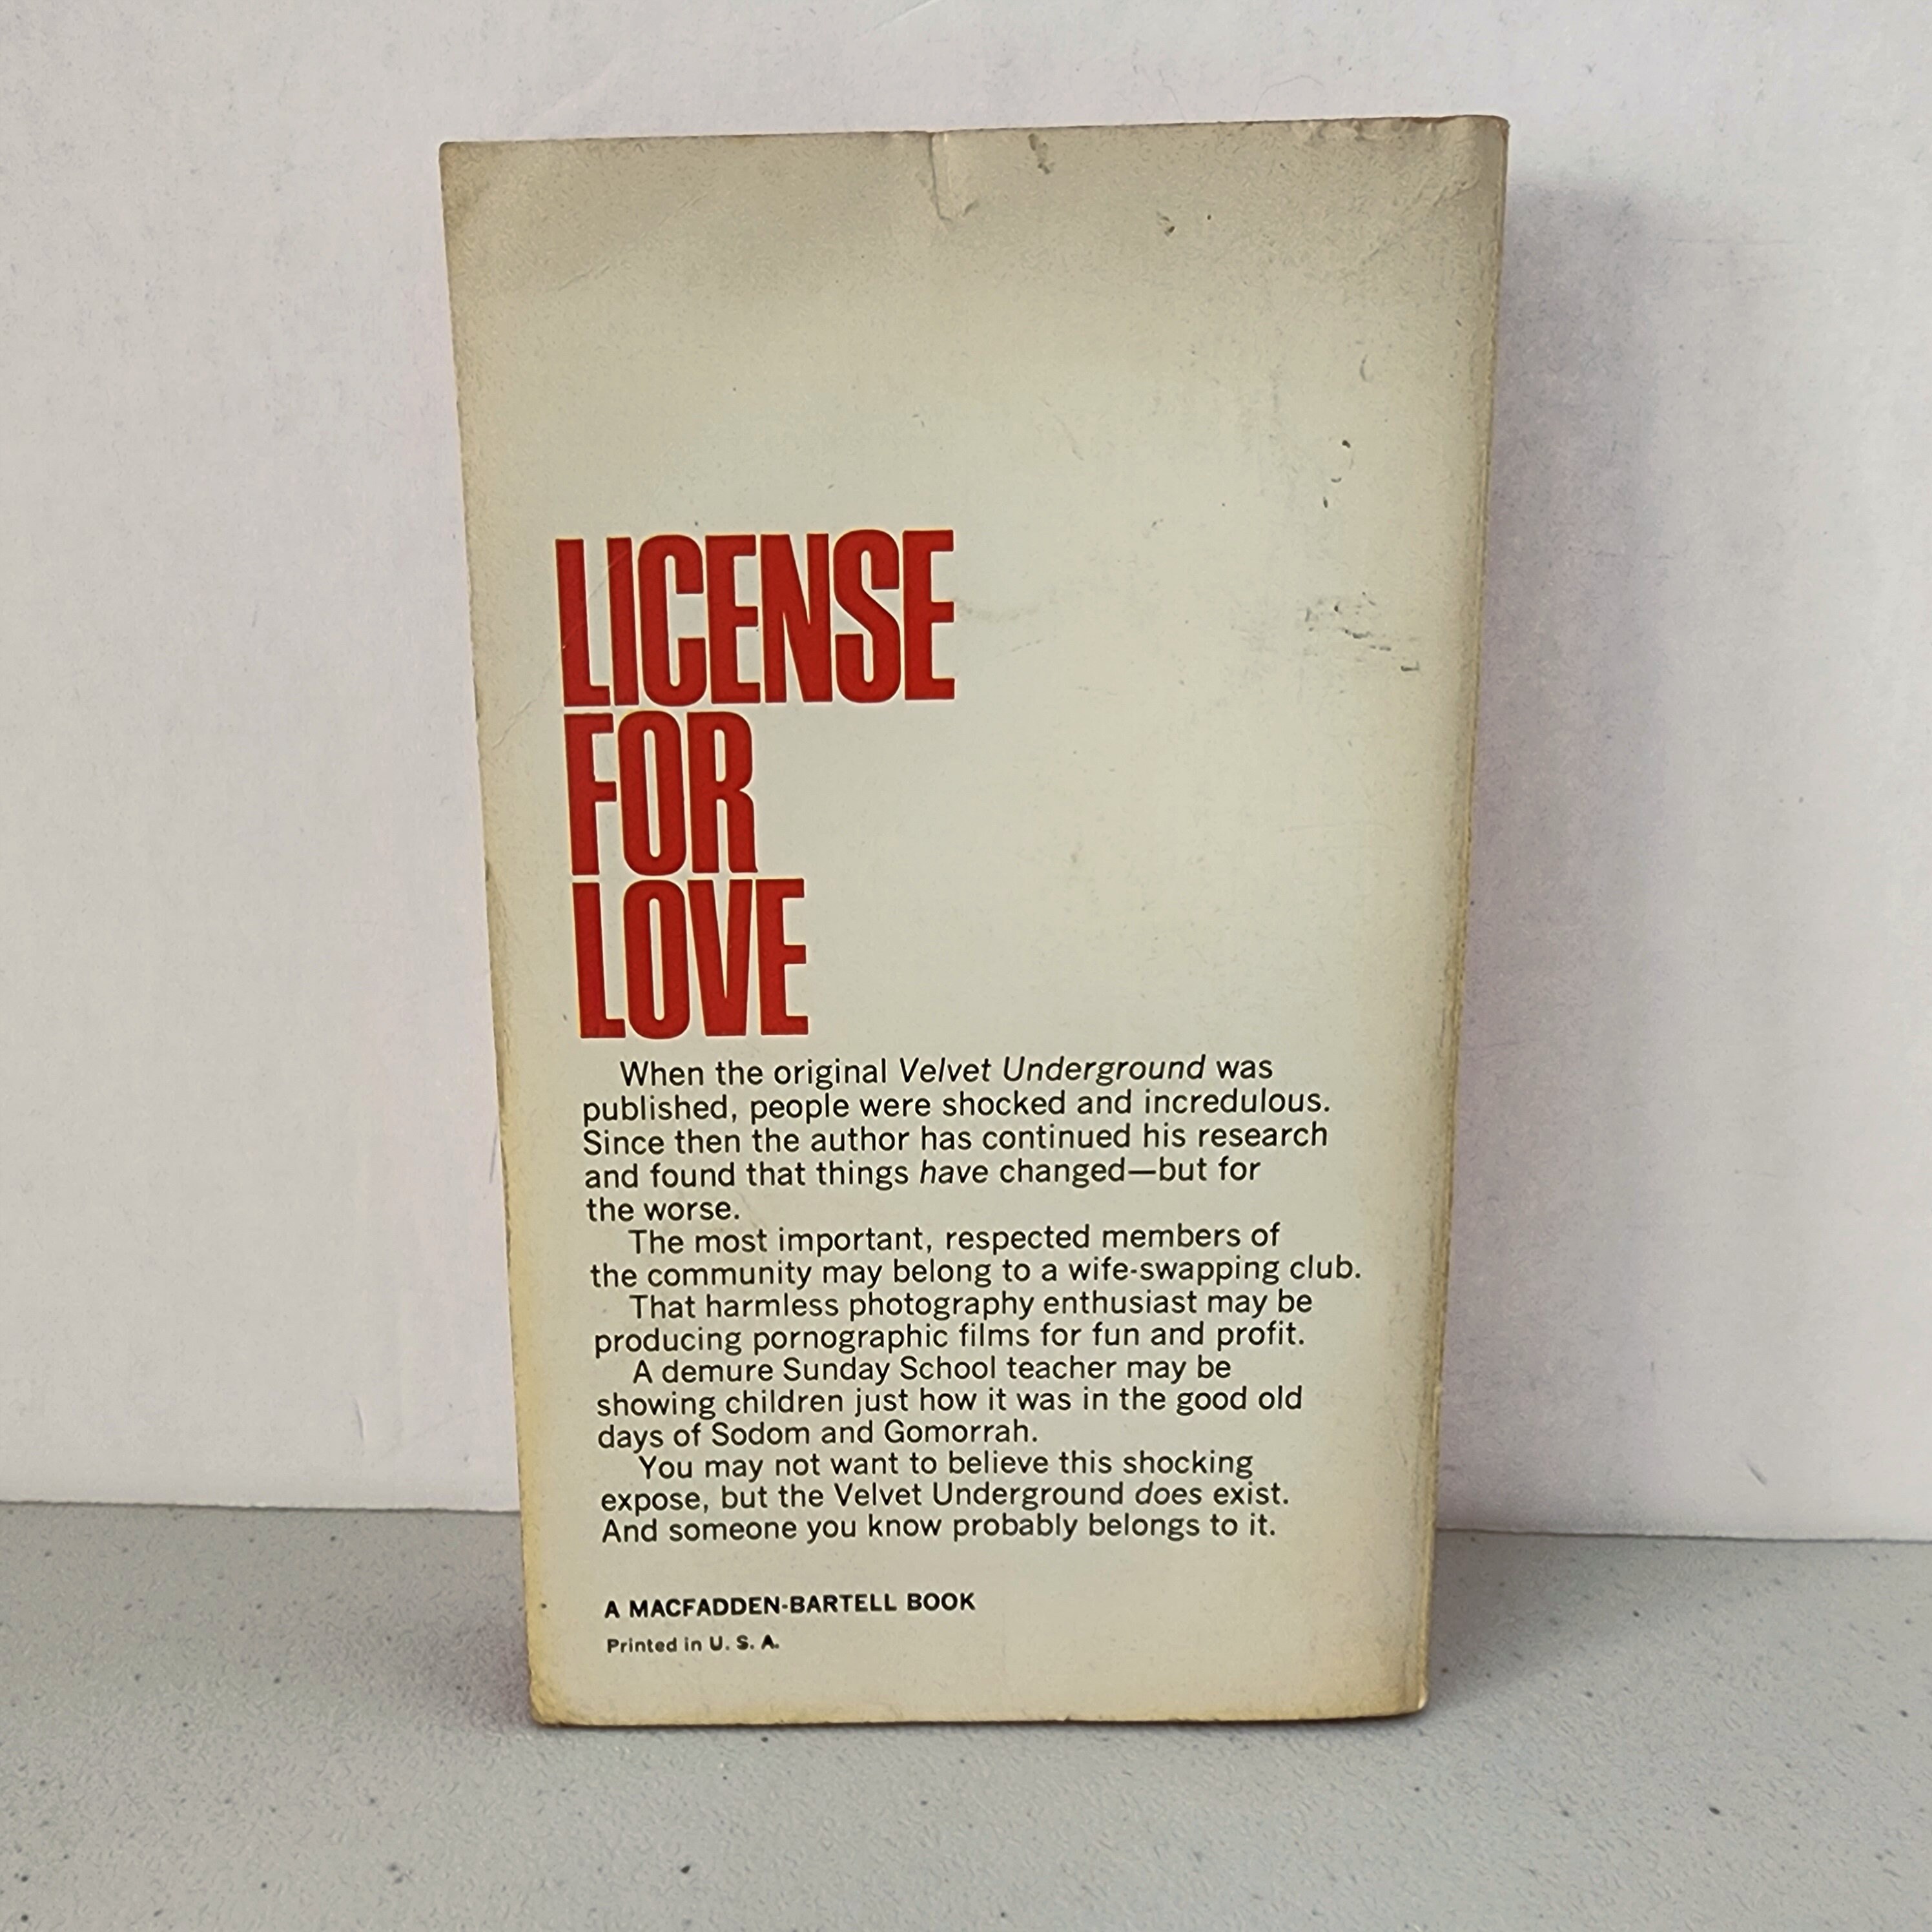 LICENSE
FOR
LOVE
When the original Velvet Underground was
published, people were shocked and incredulous.
Since then the author has continued his research
and found that things have changed—but for
the worse.
The most important, respected members of
the community may belong to a wife-swapping club.
That harmless photography enthusiast may be
producing pornographic films for fun and profit.
A demure Sunday School teacher may be
showing children just how it was in the good old
days of Sodom and Gomorrah.
You may not want to believe this shocking
expose, but the Velvet Underground does exist.
And someone you know probably belongs to it.
A MACFADDEN-BARTELL BOOK
Printed in U. S. A.